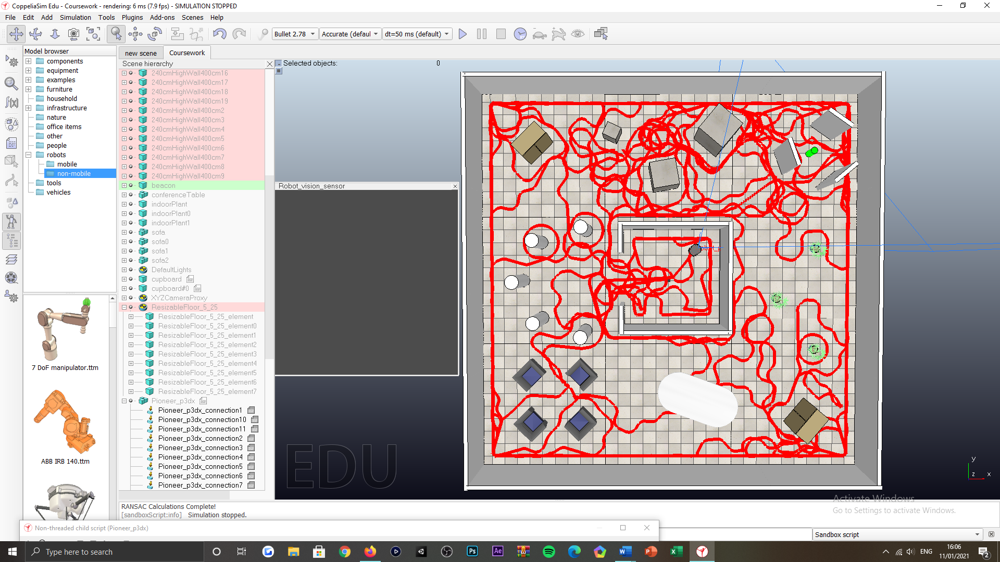 CoppeliaSim Edu - Coursework - rendering: 6 ms (7.9 fps) - SIMULATION STOPPED
File Edit Add Simulation Tools Plugins Add-ons Scenes Help
Bullet 2.78 Accurate (defaul dt=50 ms (default)
Model browser
components
equipment
examples
furniture
household
infrastructure
nature
office items
other
people
robots
mobile
non-mobile
tools
vehicles
7 DoF manipulator.ttm
ABB IRB 140.ttm
new scene Coursework
Scene hierarchy
240cmHighWall400cm16
240cmHighWall400cm17
240cmHighWall400cm18
240cmHighWall400cm19
240cmHighWall400cm2
240cmHighWall400cm3
240cmHighWall400cm4
240cmHighWall400cm5
240cmHighWall400cm6
240cmHighWall400cm7
240cmHighWall400cm8
240cmHighWall400cm9
beacon
conferenceTable
indoorPlant
indoorPlant0
indoorPlant1
sofa
sofa0
sofa1
sofa2
DefaultLights
cupboard
cupboard#0
XYZCameraProxy
ResizableFloor_5_25
ResizableFloor_5_25_element
ResizableFloor_5_25_element0
ResizableFloor_5_25_element1
ResizableFloor_5_25_element2
ResizableFloor_5_25_element3
ResizableFloor_5_25_element4
ResizableFloor_5_25_element5
ResizableFloor_5_25_element6
ResizableFloor_5_25_element7
Pioneer_p3dx
Pioneer_p3dx_connection1
Pioneer_p3dx_connection10
Pioneer_p3dx_connection11
Pioneer_p3dx_connection2
Pioneer_p3dx_connection3
Pioneer_p3dx_connection4
Pioneer_p3dx_connection5
Pioneer_p3dx_connection6
Pioneer_p3dx_connection7
Selected objects: 0
Robot_vision_sensor
EDU
y
z x
Activate Windows
Go to Settings to activate Windows.
RANSAC Calculations Complete!
[sandboxScript:info] Simulation stopped.
Non-threaded child script (Pioneer_p3dx)
Sandbox script
Type here to search
Ps Ae
ENG
16:06
11/01/2021
2